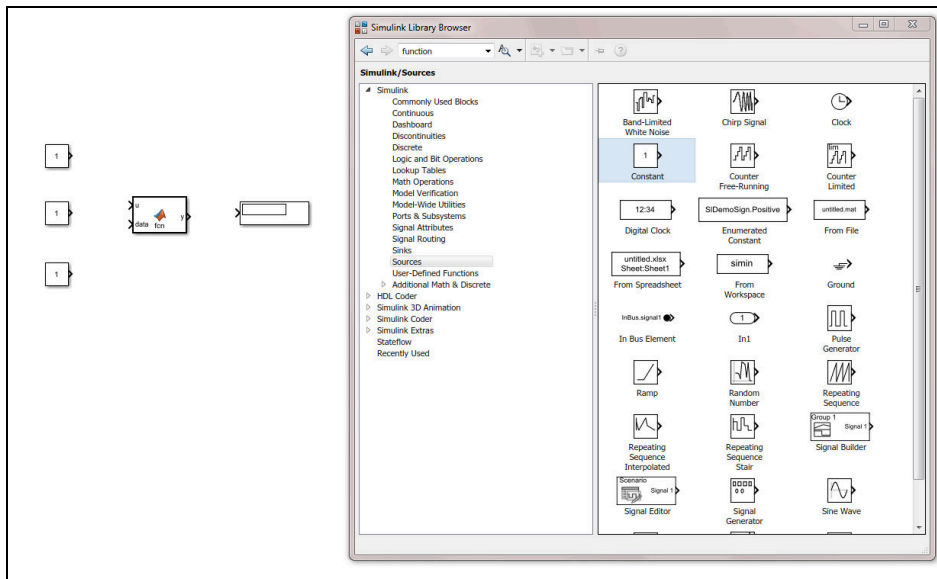 Simulink Library Browser
function
Simulink/Sources
Simulink
Commonly Used Blocks
Continuous
Dashboard
Discontinuities
Discrete
Logic and Bit Operations
Lookup Tables
Math Operations
Model Verification
Model-Wide Utilities
Ports & Subsystems
Signal Attributes
Signal Routing
Sinks
Sources
User-Defined Functions
Additional Math & Discrete
HDL Coder
Simulink 3D Animation
Simulink Coder
Simulink Extras
Stateflow
Recently Used
1
1
u
data
fcn
y
1
Band-Limited
White Noise
Chirp Signal
Clock
1
Constant
Counter
Free-Running
lim
Counter
Limited
12:34
Digital Clock
SlDemoSign.Positive
Enumerated
Constant
untitled.mat
From File
untitled.xlsx
Sheet:Sheet1
From Spreadsheet
simin
From
Workspace
Ground
InBus.signal1
In Bus Element
1
In1
Pulse
Generator
Ramp
Random
Number
Repeating
Sequence
Repeating
Sequence
Interpolated
Repeating
Sequence
Stair
Group 1
Signal 1
Signal Builder
Scenario
Signal 1
Signal Editor
Signal
Generator
Sine Wave